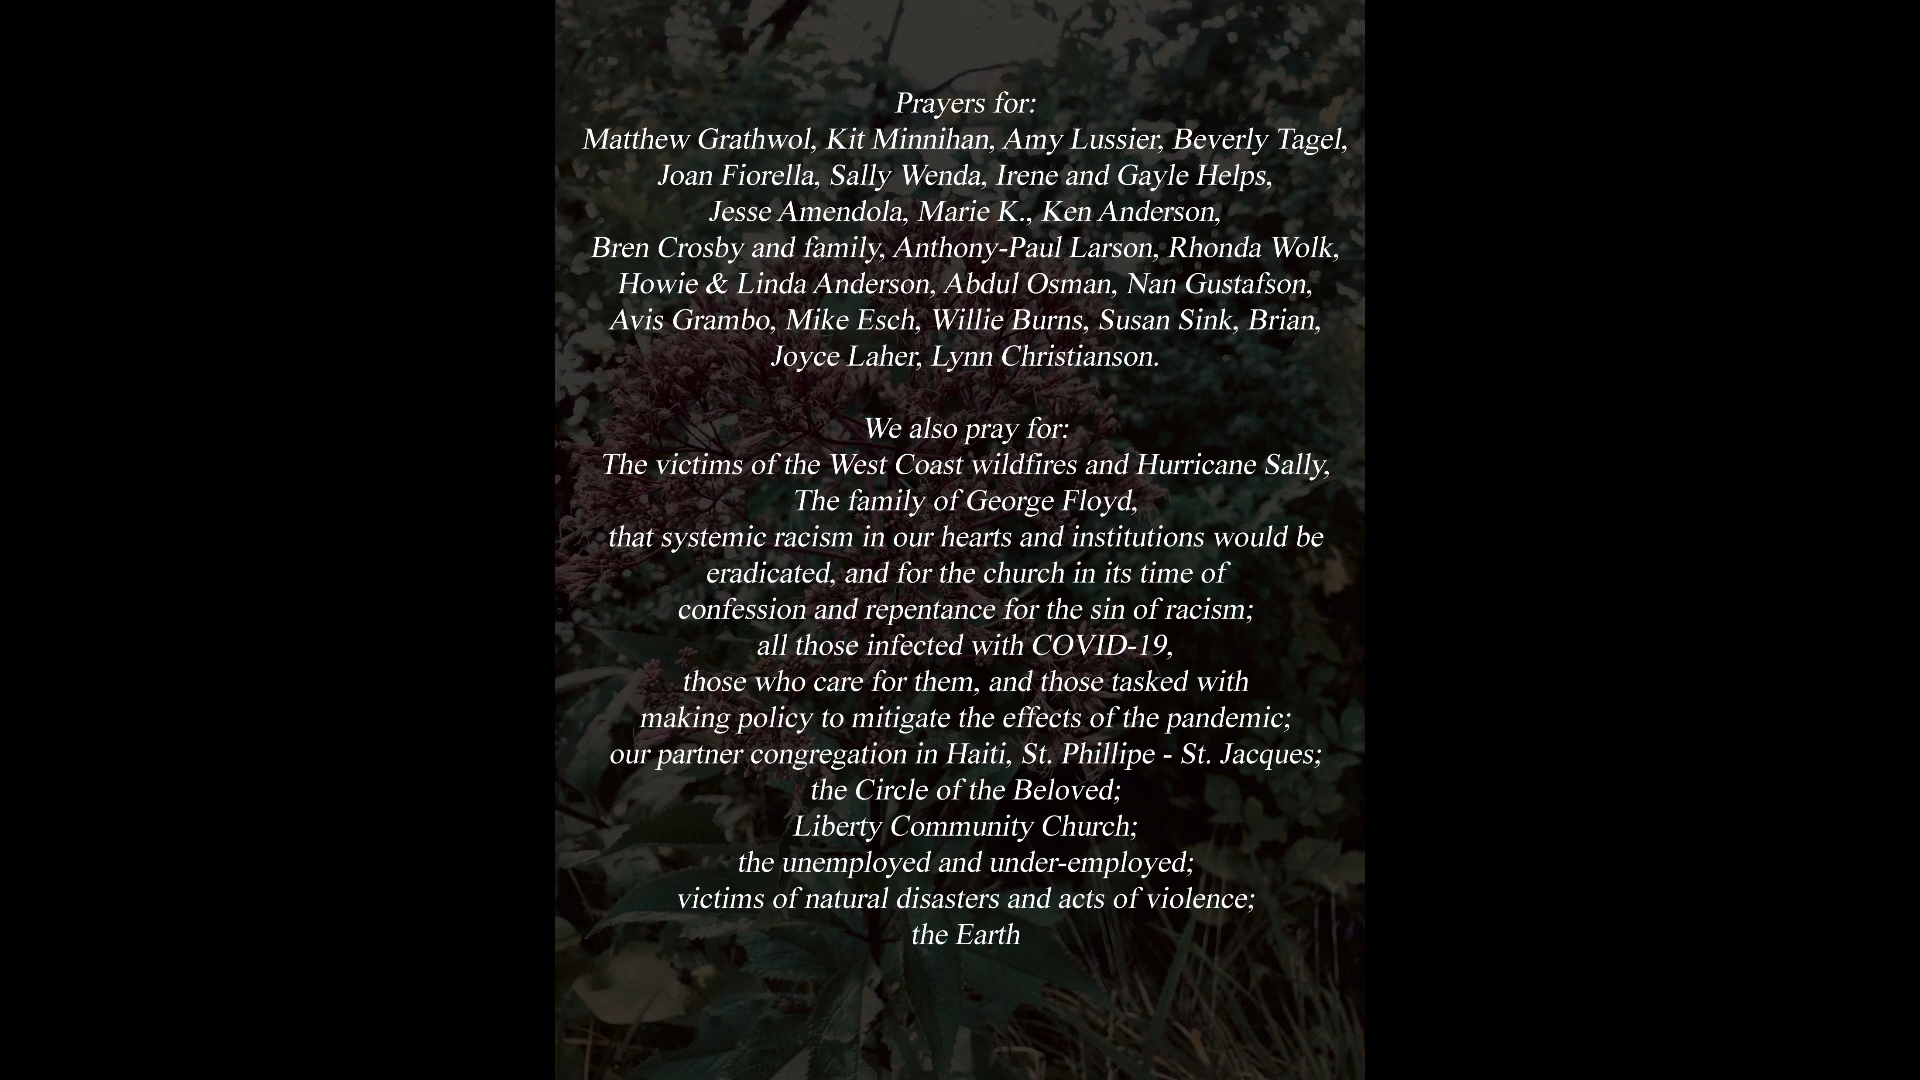 Prayers for:
Matthew Grathwol, Kit Minnihan, Amy Lussier, Beverly Tagel,
Joan Fiorella, Sally Wenda, Irene and Gayle Helps,
Jesse Amendola, Marie K., Ken Anderson,
Bren Crosby and family, Anthony-Paul Larson, Rhonda Wolk,
Howie & Linda Anderson, Abdul Osman, Nan Gustafson,
Avis Grambo, Mike Esch, Willie Burns, Susan Sink, Brian,
Joyce Laher, Lynn Christianson.
We also pray for:
The victims of the West Coast wildfires and Hurricane Sally,
The family of George Floyd,
that systemic racism in our hearts and institutions would be
eradicated, and for the church in its time of
confession and repentance for the sin of racism;
all those infected with COVID-19,
those who care for them, and those tasked with
making policy to mitigate the effects of the pandemic;
our partner congregation in Haiti, St. Phillipe - St. Jacques;
the Circle of the Beloved;
Liberty Community Church;
the unemployed and under-employed;
victims of natural disasters and acts of violence;
the Earth